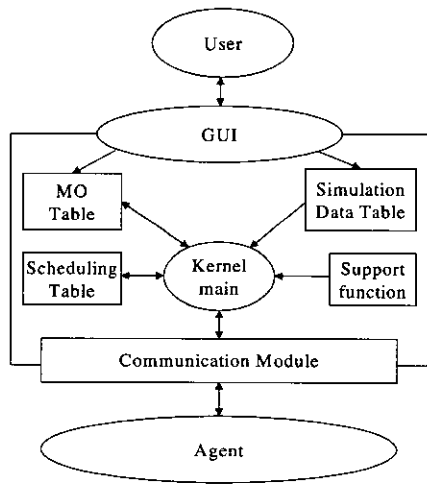 User
GUI
MO
Table
Simulation
Data Table
Scheduling
Table
Kernel
main
Support
function
Communication Module
Agent